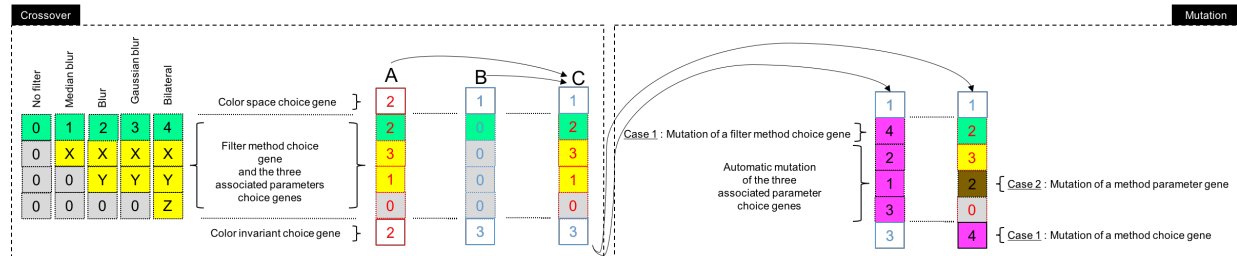 Crossover
Mutation
No filter
Median blur
Blur
Gaussian blur
Bilateral
A
B
C
Color space choice gene
2
1
1
1
1
0
1
2
3
4
Filter method choice
gene
and the three
associated parameters
choice genes
2
0
2
Case 1 : Mutation of a filter method choice gene
4
2
0
X
X
X
X
3
0
3
Automatic mutation
of the three
associated parameter
choice genes
2
3
0
0
Y
Y
Y
1
0
1
1
2
Case 2 : Mutation of a method parameter gene
0
0
0
0
Z
0
0
0
3
0
Color invariant choice gene
2
3
3
3
4
Case 1 : Mutation of a method choice gene